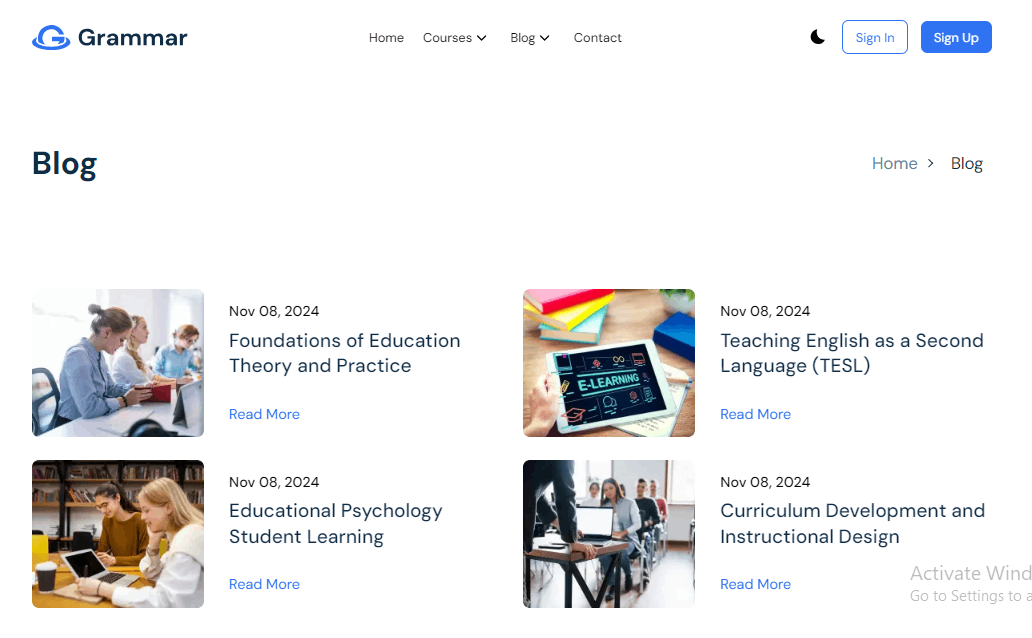 Grammar
Home Courses Blog Contact
Sign In
Sign Up
Blog
Home > Blog
Nov 08, 2024
Foundations of Education
Theory and Practice
Read More
E-LEARNING
Nov 08, 2024
Teaching English as a Second
Language (TESL)
Read More
Nov 08, 2024
Educational Psychology
Student Learning
Read More
Nov 08, 2024
Curriculum Development and
Instructional Design
Read More
Activate Wind
Go to Settings to a